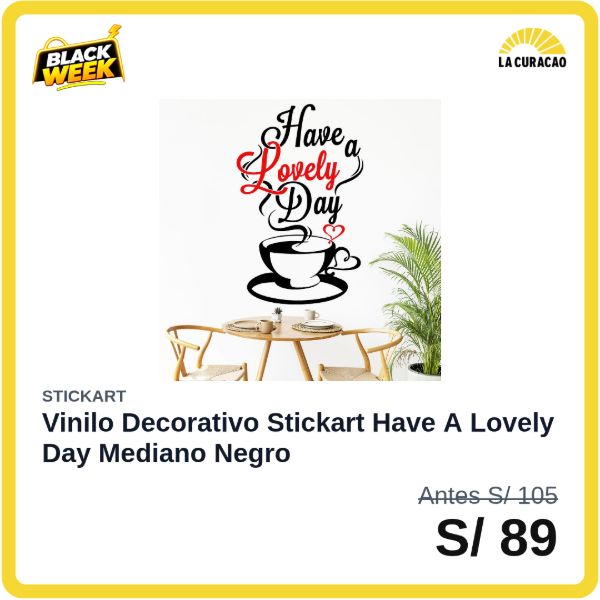 BLACK
WEEK
LA CURACAO
Have a
Lovely
Day
STICKART
Vinilo Decorativo Stickart Have A Lovely
Day Mediano Negro
Antes S/ 105
S/ 89